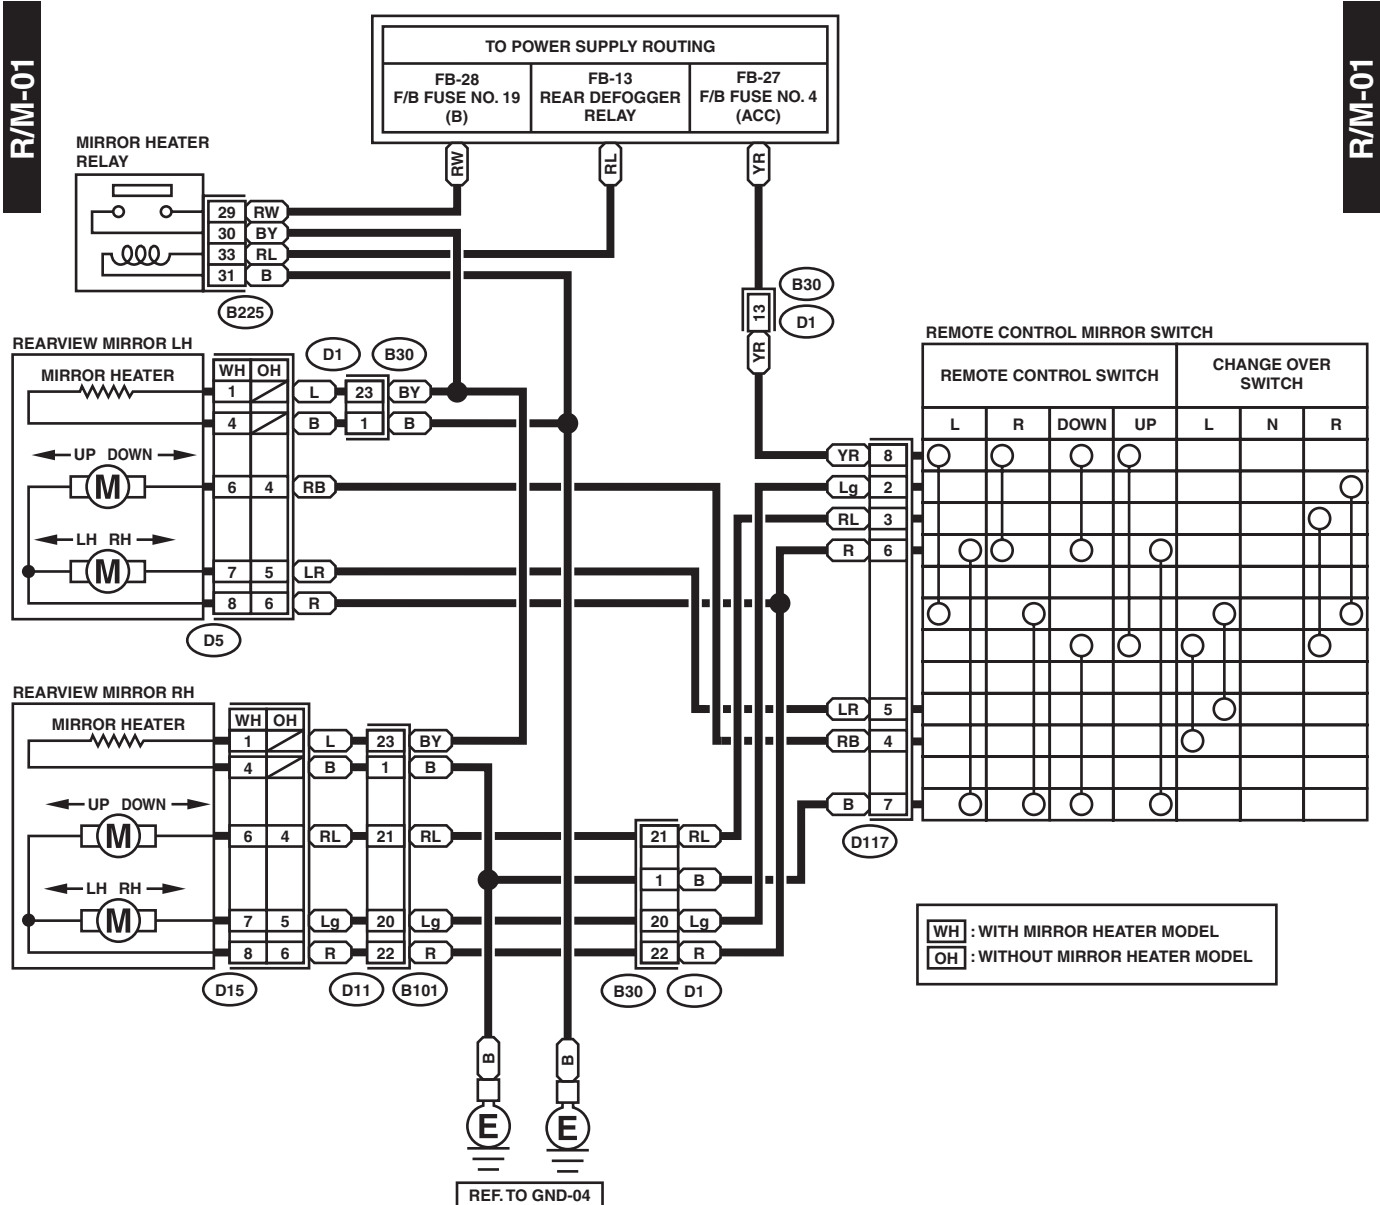 R/M-01
R/M-01
TO POWER SUPPLY ROUTING
FB-28
F/B FUSE NO. 19
(B)
FB-13
REAR DEFOGGER
RELAY
FB-27
F/B FUSE NO. 4
(ACC)
RW
RL
YR
MIRROR HEATER
RELAY
29 RW
30 BY
33 RL
31 B
B225
B30
13
D1
YR
REARVIEW MIRROR LH
MIRROR HEATER
WH OH
D1 B30
1 L 23 BY
4 B 1 B
UP DOWN
M
6 4 RB
LH RH
M
7 5 LR
8 6 R
D5
REMOTE CONTROL MIRROR SWITCH
REMOTE CONTROL SWITCH
CHANGE OVER
SWITCH
L R DOWN UP L N R
YR 8
Lg 2
RL 3
R 6
LR 5
RB 4
B 7
D117
REARVIEW MIRROR RH
MIRROR HEATER
WH OH
1 L 23 BY
4 B 1 B
UP DOWN
M
6 4 RL 21 RL
21 RL
1 B
LH RH
M
7 5 Lg 20 Lg
20 Lg
8 6 R 22 R
22 R
D15 D11 B101 B30 D1
WH : WITH MIRROR HEATER MODEL
OH : WITHOUT MIRROR HEATER MODEL
B B
E E
REF. TO GND-04